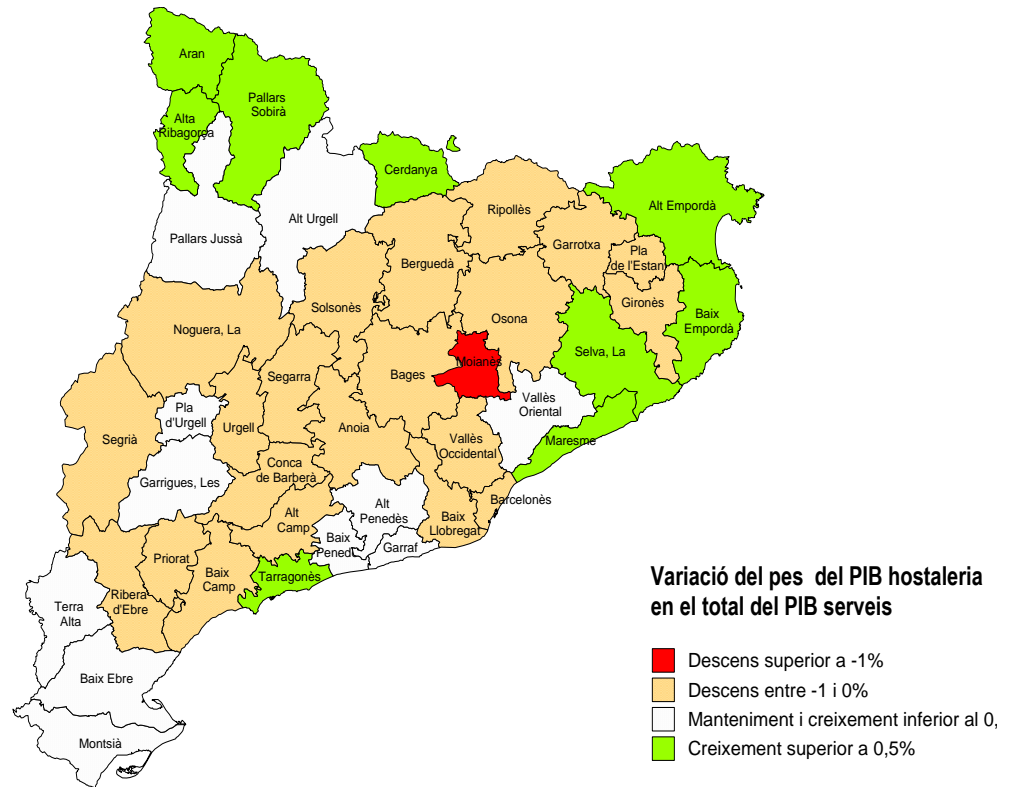 Aran
Pallars
Sobirà
Alta
Ribagorça
Cerdanya
Alt Empordà
Ripollès
Alt Urgell
Pallars Jussà
Garrotxa
Pla
de l'Estan
Berguedà
Gironès
Solsonès
Baix
Empordà
Osona
Noguera, La
Selva, La
Moianès
Segarra
Bages
Vallès
Oriental
Pla
d'Urgell
Urgell
Anoia
Segrià
Maresme
Vallès
Occidental
Conca
de Barberà
Garrigues, Les
Barcelonès
Alt
Penedès
Alt
Camp
Baix
Llobregat
Baix
Pened
Garraf
Priorat
Baix
Camp
Tarragonès
Ribera
d'Ebre
Terra
Alta
Baix Ebre
Montsià
Variació del pes del PIB hostaleria
en el total del PIB serveis
Descens superior a -1%
Descens entre -1 i 0%
Manteniment i creixement inferior al 0,
Creixement superior a 0,5%